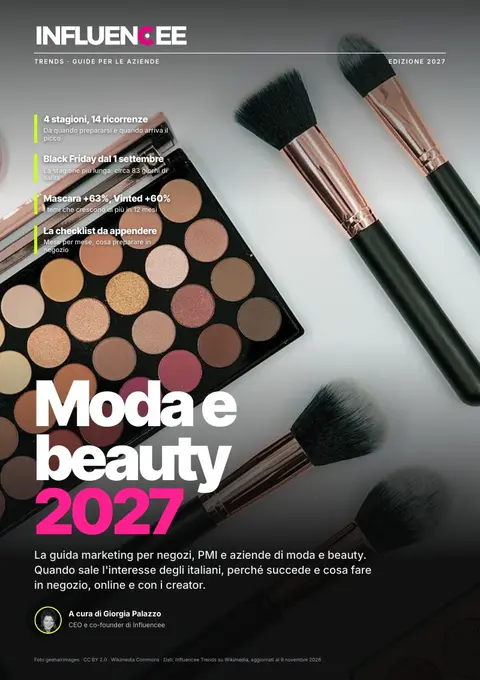 INFLUENCEE
TRENDS · GUIDE PER LE AZIENDE
EDIZIONE 2027
4 stagioni, 14 ricorrenze
Da quando prepararsi e quando arriva il
picco
Black Friday dal 1 settembre
La stagione più lunga: circa 83 giorni di
Mascara +63%, Vinted +60%
I temi che crescono di più in 12 mesi
La checklist da appendere
Mese per mese, cosa preparare in
negozio
Moda e
beauty
2027
La guida marketing per negozi, PMI e aziende di moda e beauty.
Quando sale l'interesse degli italiani, perché succede e cosa fare
in negozio, online e con i creator.
A cura di Giorgia Palazzo
CEO e co-founder di Influencee
Foto geishairmageo · CC BY 2.0 · Wikimedia Commons · Dati: Influencee Trends su Wikimedia, aggiornati al 9 novembre 2026